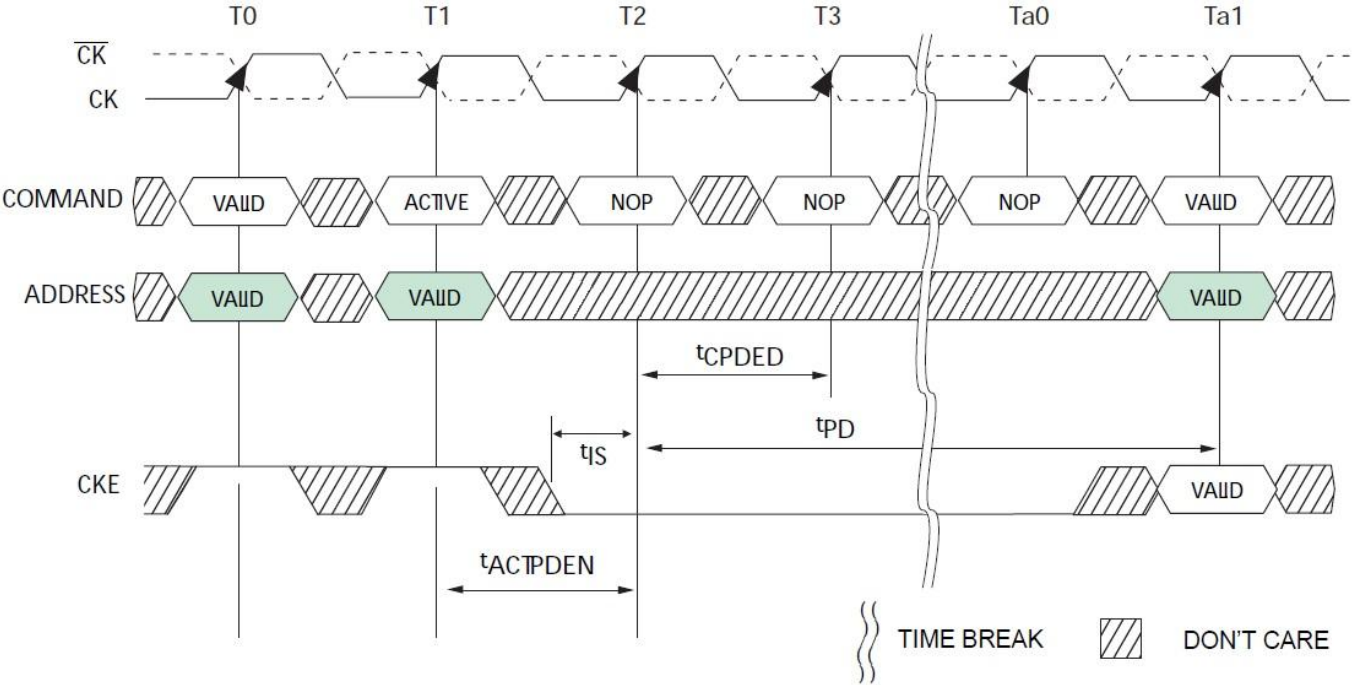 T0 T1 T2 T3 Ta0 Ta1
CK
CK
COMMAND VALID ACTIVE NOP NOP NOP VALID
ADDRESS VALID VALID VALID
tCPDED
tIS tPD
CKE VALID
tACTPDEN
TIME BREAK DON'T CARE